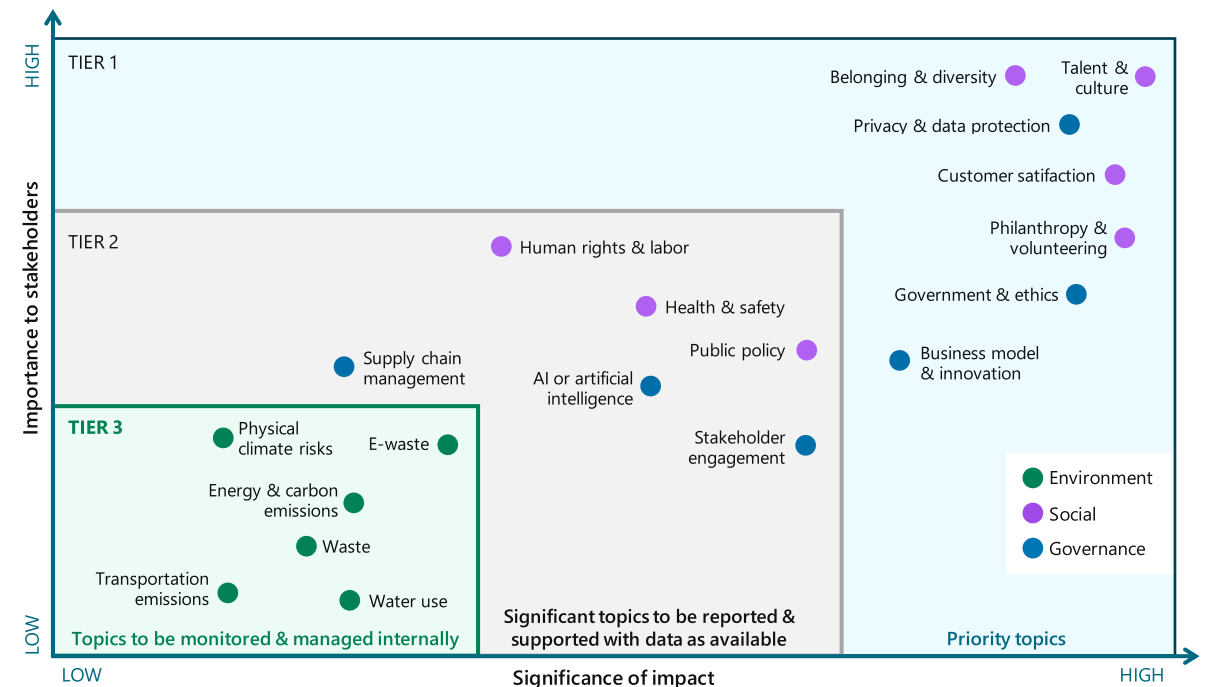 HIGH
TIER 1
Belonging & diversity
Talent &
culture
Privacy & data protection
Customer satifaction
Philanthropy &
volunteering
Government & ethics
Business model
& innovation
TIER 2
Human rights & labor
Health & safety
Public policy
Supply chain
management
AI or artificial
intelligence
Stakeholder
engagement
TIER 3
Physical
climate risks
E-waste
Energy & carbon
emissions
Waste
Transportation
emissions
Water use
Environment
Social
Governance
Topics to be monitored & managed internally
Significant topics to be reported &
supported with data as available
Priority topics
Importance to stakeholders
LOW
LOW
Significance of impact
HIGH